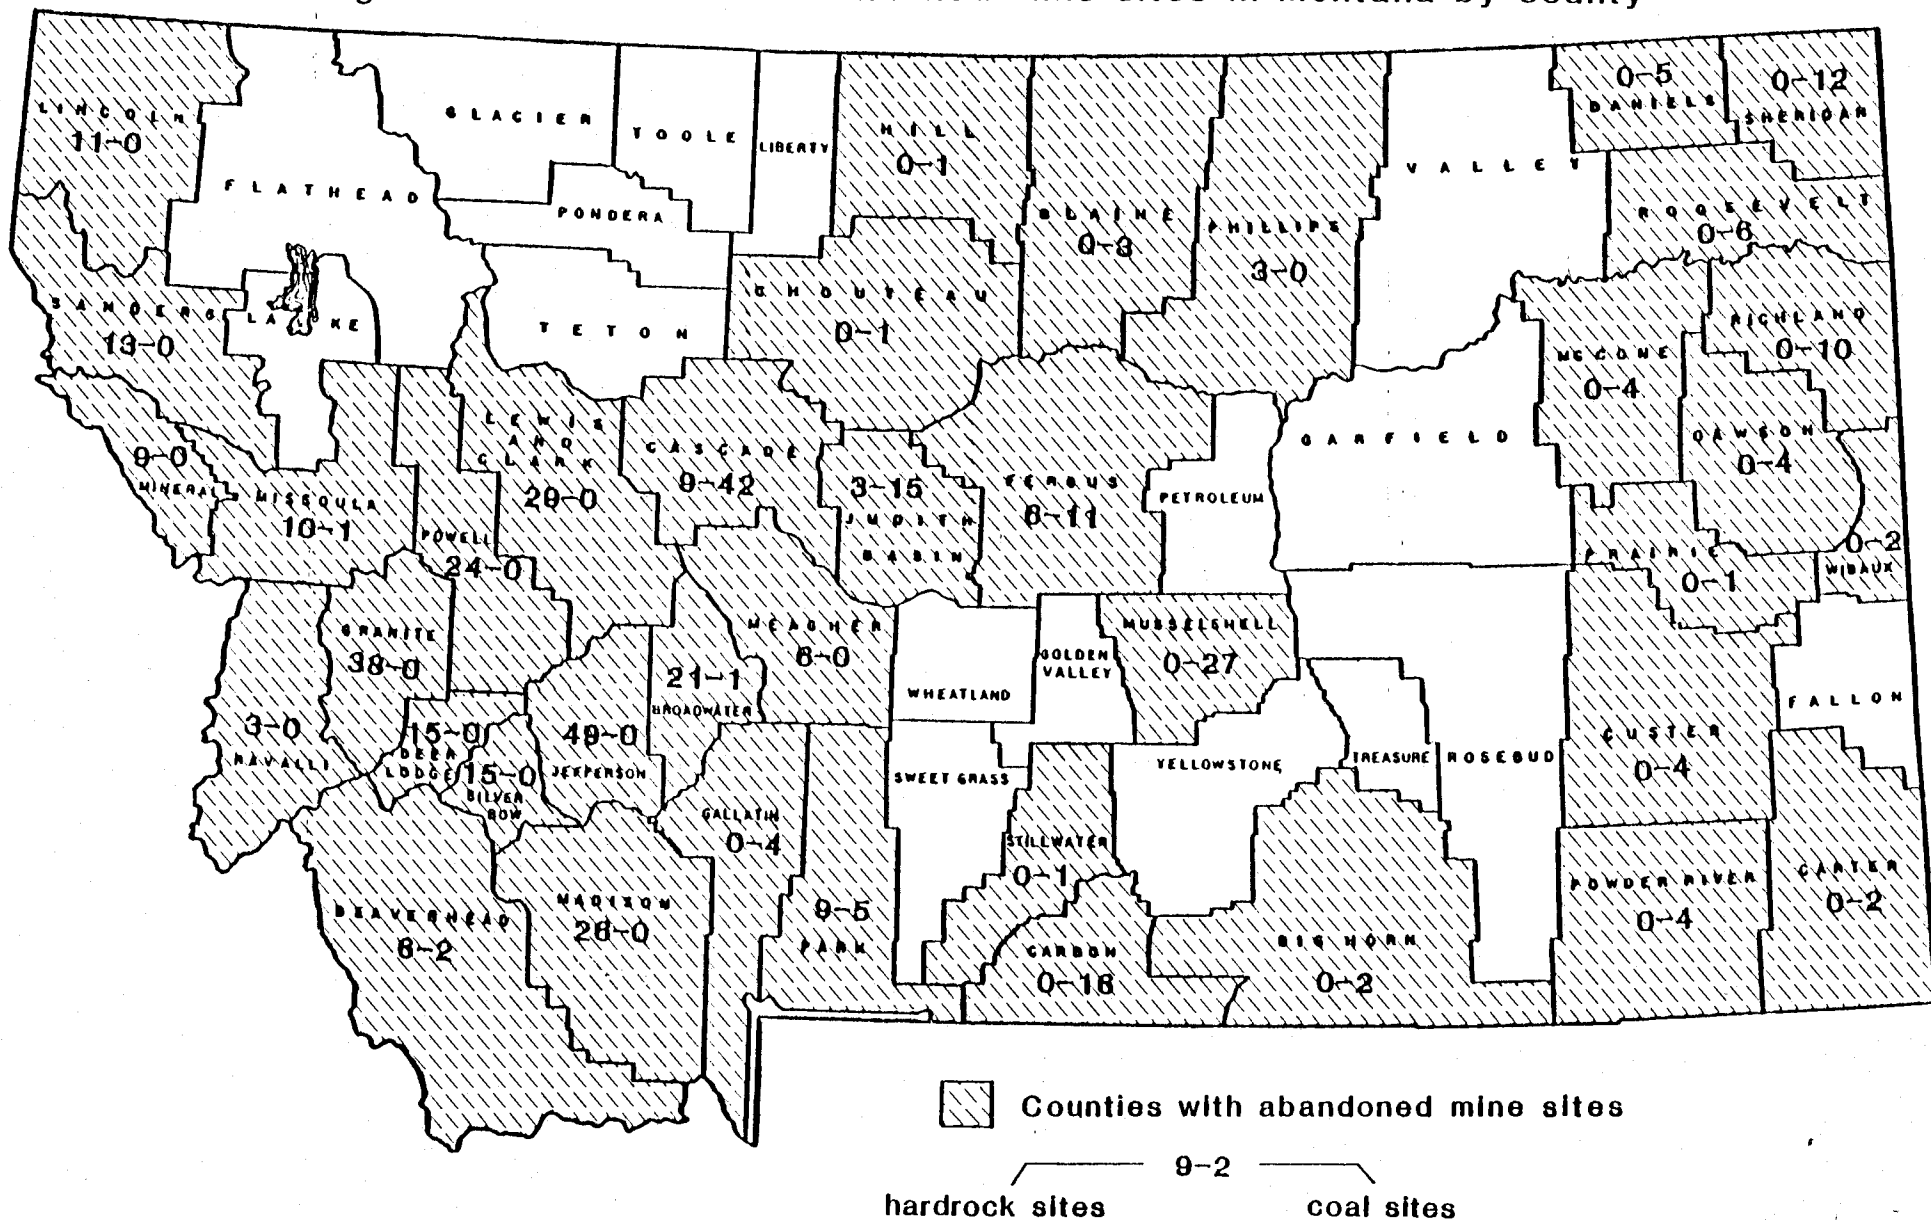 mine sites in Montana by county
LINCOLN
11-0
FLATHEAD
GLACIER
TOOLE
LIBERTY
HILL
0-1
BLAINE
0-3
PHILLIPS
3-0
VALLEY
0-5
DANIELS
0-12
SHERIDAN
ROOSEVELT
0-6
PONDERA
SANDERS
13-0
LAKE
TETON
CHOUTEAU
0-1
MCCONE
0-4
RICHLAND
0-10
DAWSON
0-4
9-0
MINERAL
MISSOULA
10-1
POWELL
24-0
LEWIS
AND
CLARK
29-0
CASCADE
9-42
3-15
JUDITH
BASIN
FERGUS
6-11
PETROLEUM
GARFIELD
PRAIRIE
0-1
0-2
WIBAUX
GRANITE
38-0
3-0
RAVALLI
15-0
DEER
LODGE
15-0
SILVER
BOW
49-0
JEFFERSON
21-1
BROADWATER
MEAGHER
6-0
WHEATLAND
GOLDEN
VALLEY
MUSSELSHELL
0-27
FALLON
GALLATIN
0-4
SWEET GRASS
YELLOWSTONE
TREASURE
ROSEBUD
CUSTER
0-4
STILLWATER
0-1
BEAVERHEAD
6-2
MADISON
26-0
9-5
PARK
CARBON
0-16
BIG HORN
0-2
POWDER RIVER
0-4
CARTER
0-2
Counties with abandoned mine sites
9-2
hardrock sites
coal sites